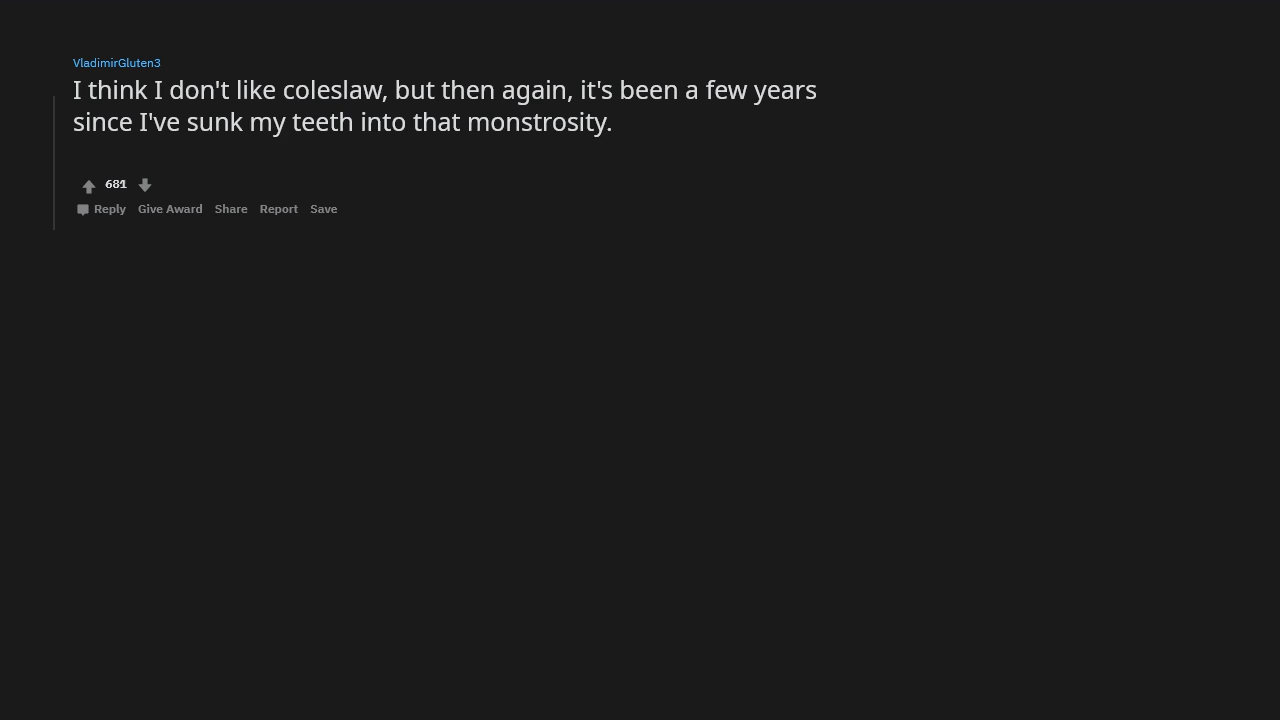 VladimirGluten3
I think I don't like coleslaw, but then again, it's been a few years
since I've sunk my teeth into that monstrosity.
681
Reply Give Award Share Report Save